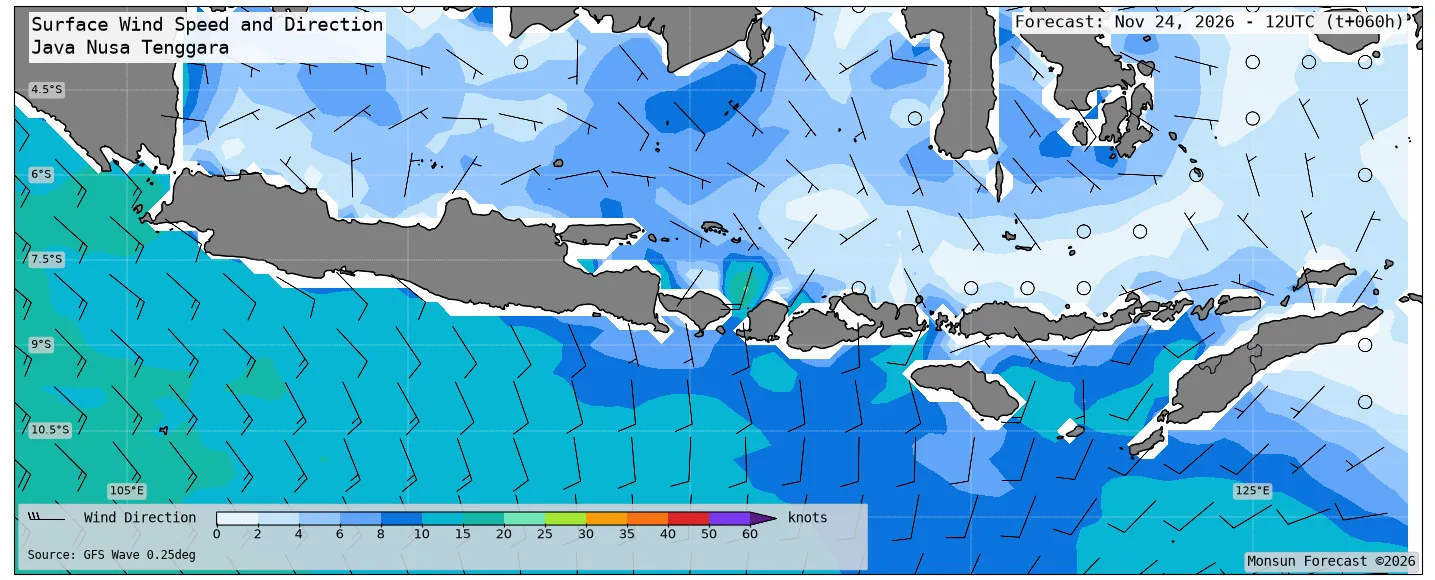 Surface Wind Speed and Direction
Java Nusa Tenggara
Forecast: Nov 24, 2026 - 12UTC (t+060h)
4.5°S
6°S
7.5°S
9°S
10.5°S
105°E
125°E
Wind Direction
0 2 4 6 8 10 15 20 25 30 35 40 50 60
knots
Source: GFS Wave 0.25deg
Monsun Forecast ©2026